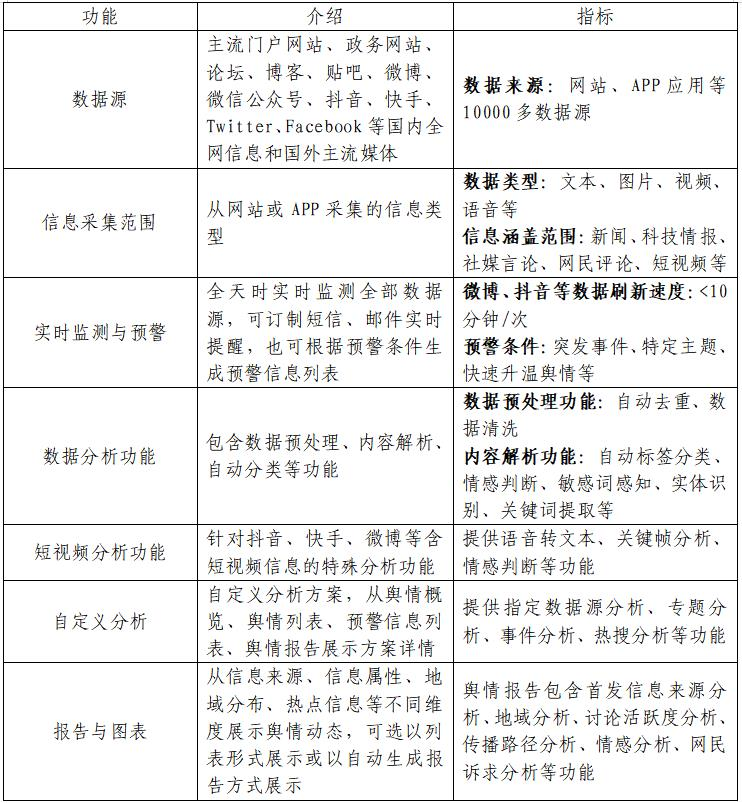 功能 介绍 指标
数据源
主流门户网站、政务网站、
论坛、博客、贴吧、微博、
微信公众号、抖音、快手、
Twitter、Facebook 等国内全
网信息和国外主流媒体
数据来源：网站、APP 应用等
10000 多数据源
信息采集范围
从网站或 APP 采集的信息类
型
数据类型：文本、图片、视频、
语音等
信息涵盖范围：新闻、科技情报、
社媒言论、网民评论、短视频等
实时监测与预警
全天时实时监测全部数据
源，可订制短信、邮件实时
提醒，也可根据预警条件生
成预警信息列表
微博、抖音等数据刷新速度：<10
分钟/次
预警条件：突发事件、特定主题、
快速升温舆情等
数据分析功能
包含数据预处理、内容解析、
自动分类等功能
数据预处理功能：自动去重、数
据清洗
内容解析功能：自动标签分类、
情感判断、敏感词感知、实体识
别、关键词提取等
短视频分析功能
针对抖音、快手、微博等含
短视频信息的特殊分析功能
提供语音转文本、关键帧分析、
情感判断等功能
自定义分析
自定义分析方案，从舆情概
览、舆情列表、预警信息列
表、舆情报告展示方案详情
提供指定数据源分析、专题分
析、事件分析、热搜分析等功能
报告与图表
从信息来源、信息属性、地
域分布、热点信息等不同维
度展示舆情动态，可选以列
表形式展示或以自动生成报
告方式展示
舆情报告包含首发信息来源分
析、地域分析、讨论活跃度分析、
传播路径分析、情感分析、网民
诉求分析等功能